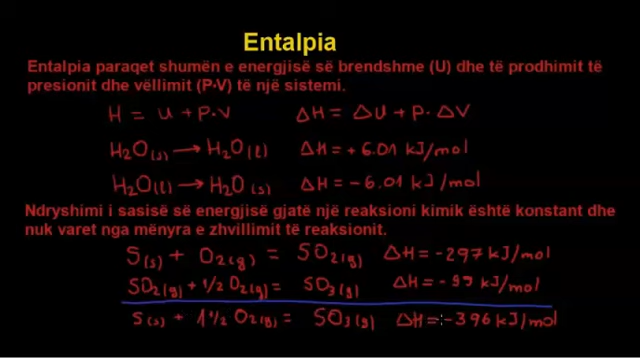 Entalpia
Entalpia paraqet shumën e energjisë së brendshme (U) dhe të prodhimit të
presionit dhe vëllimit (P·V) të një sistemi.
H = U + P·V ΔH = ΔU + P·ΔV
H₂O(s) → H₂O(l) ΔH = +6.01 kJ/mol
H₂O(l) → H₂O(s) ΔH = -6.01 kJ/mol
Ndryshimi i sasisë së energjisë gjatë një reaksioni kimik është konstant dhe
nuk varet nga mënyra e zhvillimit të reaksionit.
S(s) + O₂(g) = SO₂(g) ΔH = -297 kJ/mol
SO₂(g) + 1/2 O₂(g) = SO₃(g) ΔH = -99 kJ/mol
S(s) + 1 1/2 O₂(g) = SO₃(g) ΔH = -396 kJ/mol